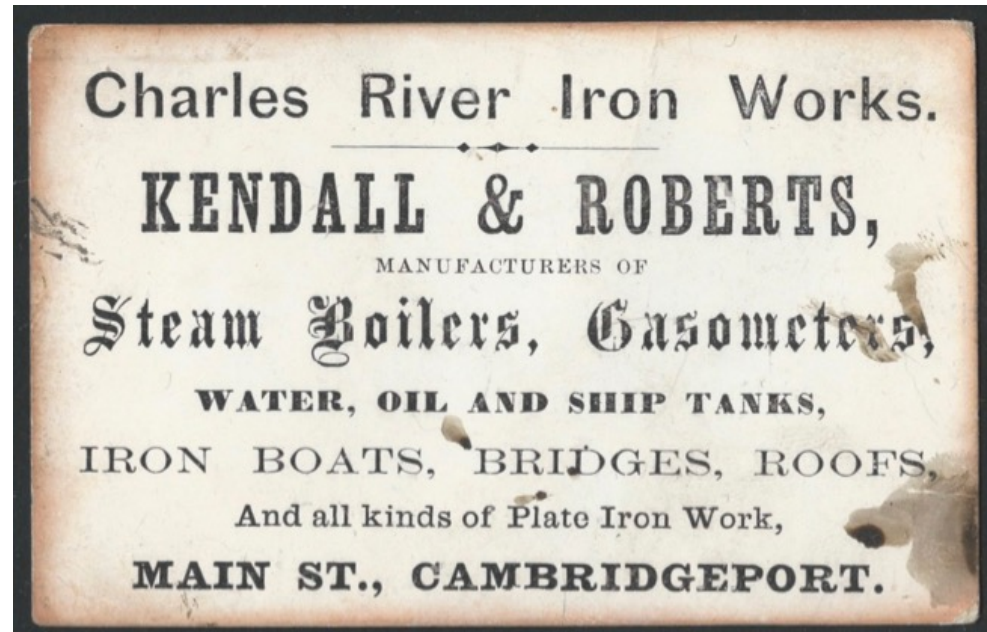 Charles River Iron Works.
KENDALL & ROBERTS,
MANUFACTURERS OF
Steam Boilers, Gasometers,
WATER, OIL AND SHIP TANKS,
IRON BOATS, BRIDGES, ROOFS,
And all kinds of Plate Iron Work,
MAIN ST., CAMBRIDGEPORT.